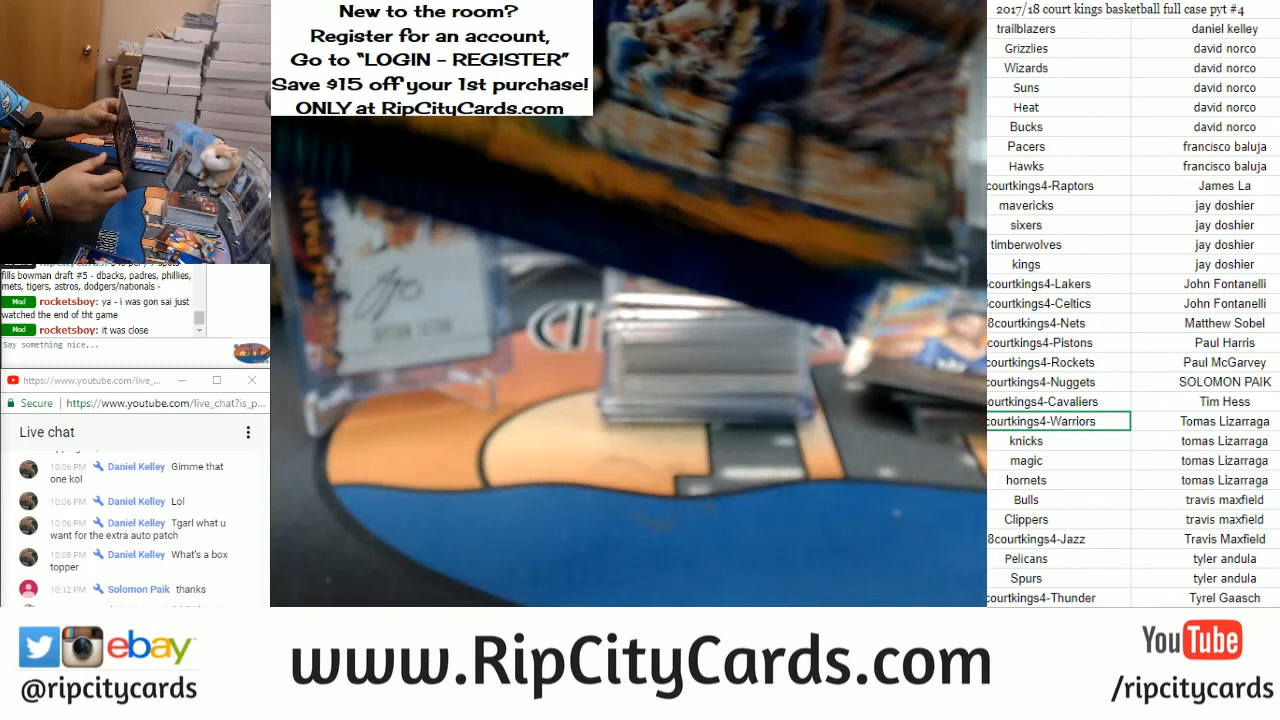 New to the room?
Register for an account,
Go to “LOGIN - REGISTER”
Save $15 off your 1st purchase!
ONLY at RipCityCards.com
fills bowman draft #5 - dbacks, padres, phillies,
mets, tigers, astros, dodgers/nationals -
Mod rocketsboy: ya - i was gon sai just
watched the end of tht game
Mod rocketsboy: it was close
Say something nice...
https://www.youtube.com/live_...
Secure https://www.youtube.com/live_chat?is_p...
Live chat
10:06 PM Daniel Kelley Gimme that
one kol
10:06 PM Daniel Kelley Lol
10:06 PM Daniel Kelley Tgarl what u
want for the extra auto patch
10:08 PM Daniel Kelley What's a box
topper
10:12 PM Solomon Paik thanks
2017/18 court kings basketball full case pyt #4
trailblazers daniel kelley
Grizzlies david norco
Wizards david norco
Suns david norco
Heat david norco
Bucks david norco
Pacers francisco baluja
Hawks francisco baluja
courtkings4-Raptors James La
mavericks jay doshier
sixers jay doshier
timberwolves jay doshier
kings jay doshier
8courtkings4-Lakers John Fontanelli
8courtkings4-Celtics John Fontanelli
8courtkings4-Nets Matthew Sobel
courtkings4-Pistons Paul Harris
courtkings4-Rockets Paul McGarvey
courtkings4-Nuggets SOLOMON PAIK
courtkings4-Cavaliers Tim Hess
courtkings4-Warriors Tomas Lizarraga
knicks tomas Lizarraga
magic tomas Lizarraga
hornets tomas Lizarraga
Bulls travis maxfield
Clippers travis maxfield
8courtkings4-Jazz Travis Maxfield
Pelicans tyler andula
Spurs tyler andula
courtkings4-Thunder Tyrel Gaasch
ebay
@ripcitycards
www.RipCityCards.com
YouTube
/ripcitycards